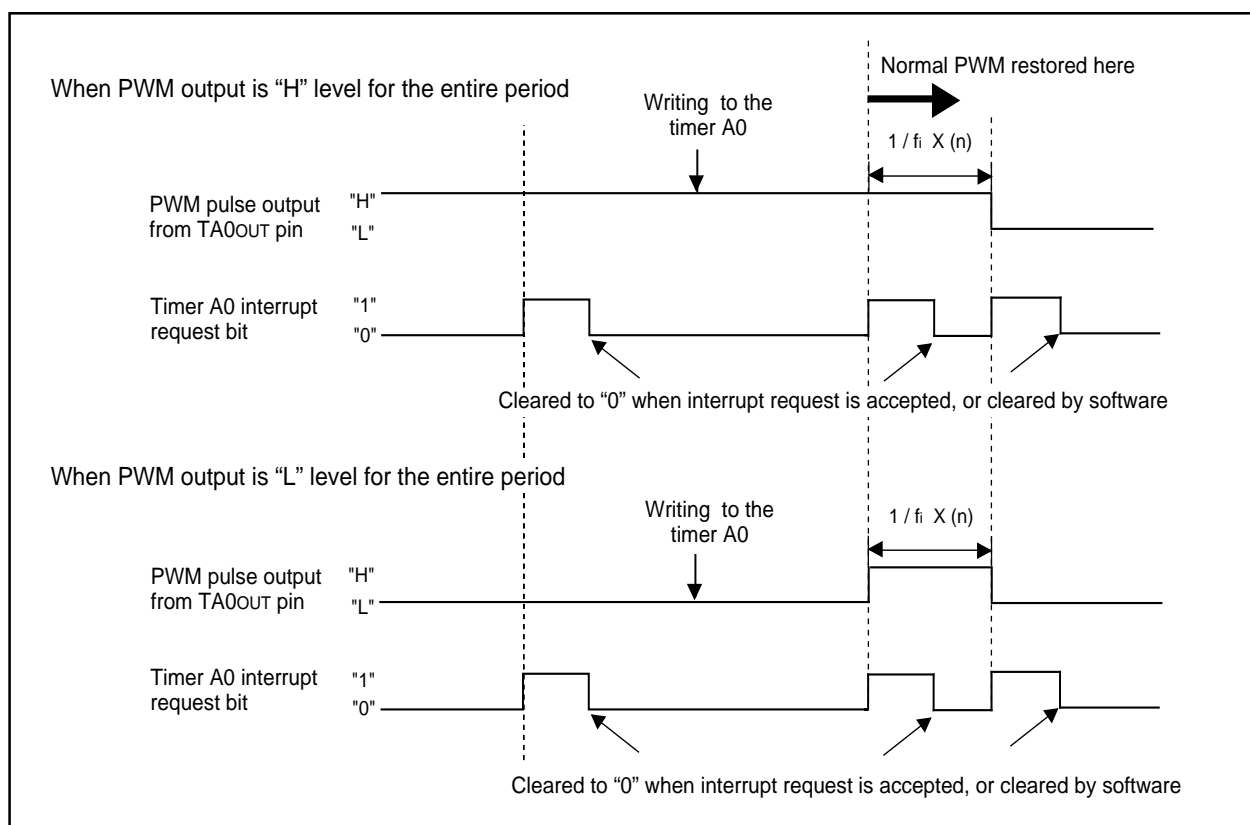 Normal PWM restored here
When PWM output is “H” level for the entire period
Writing to the
timer A0
1 / fi X (n)
PWM pulse output
from TA0OUT pin
"H"
"L"
Timer A0 interrupt
request bit
"1"
"0"
Cleared to “0” when interrupt request is accepted, or cleared by software
When PWM output is “L” level for the entire period
Writing to the
timer A0
1 / fi X (n)
PWM pulse output
from TA0OUT pin
"H"
"L"
Timer A0 interrupt
request bit
"1"
"0"
Cleared to “0” when interrupt request is accepted, or cleared by software